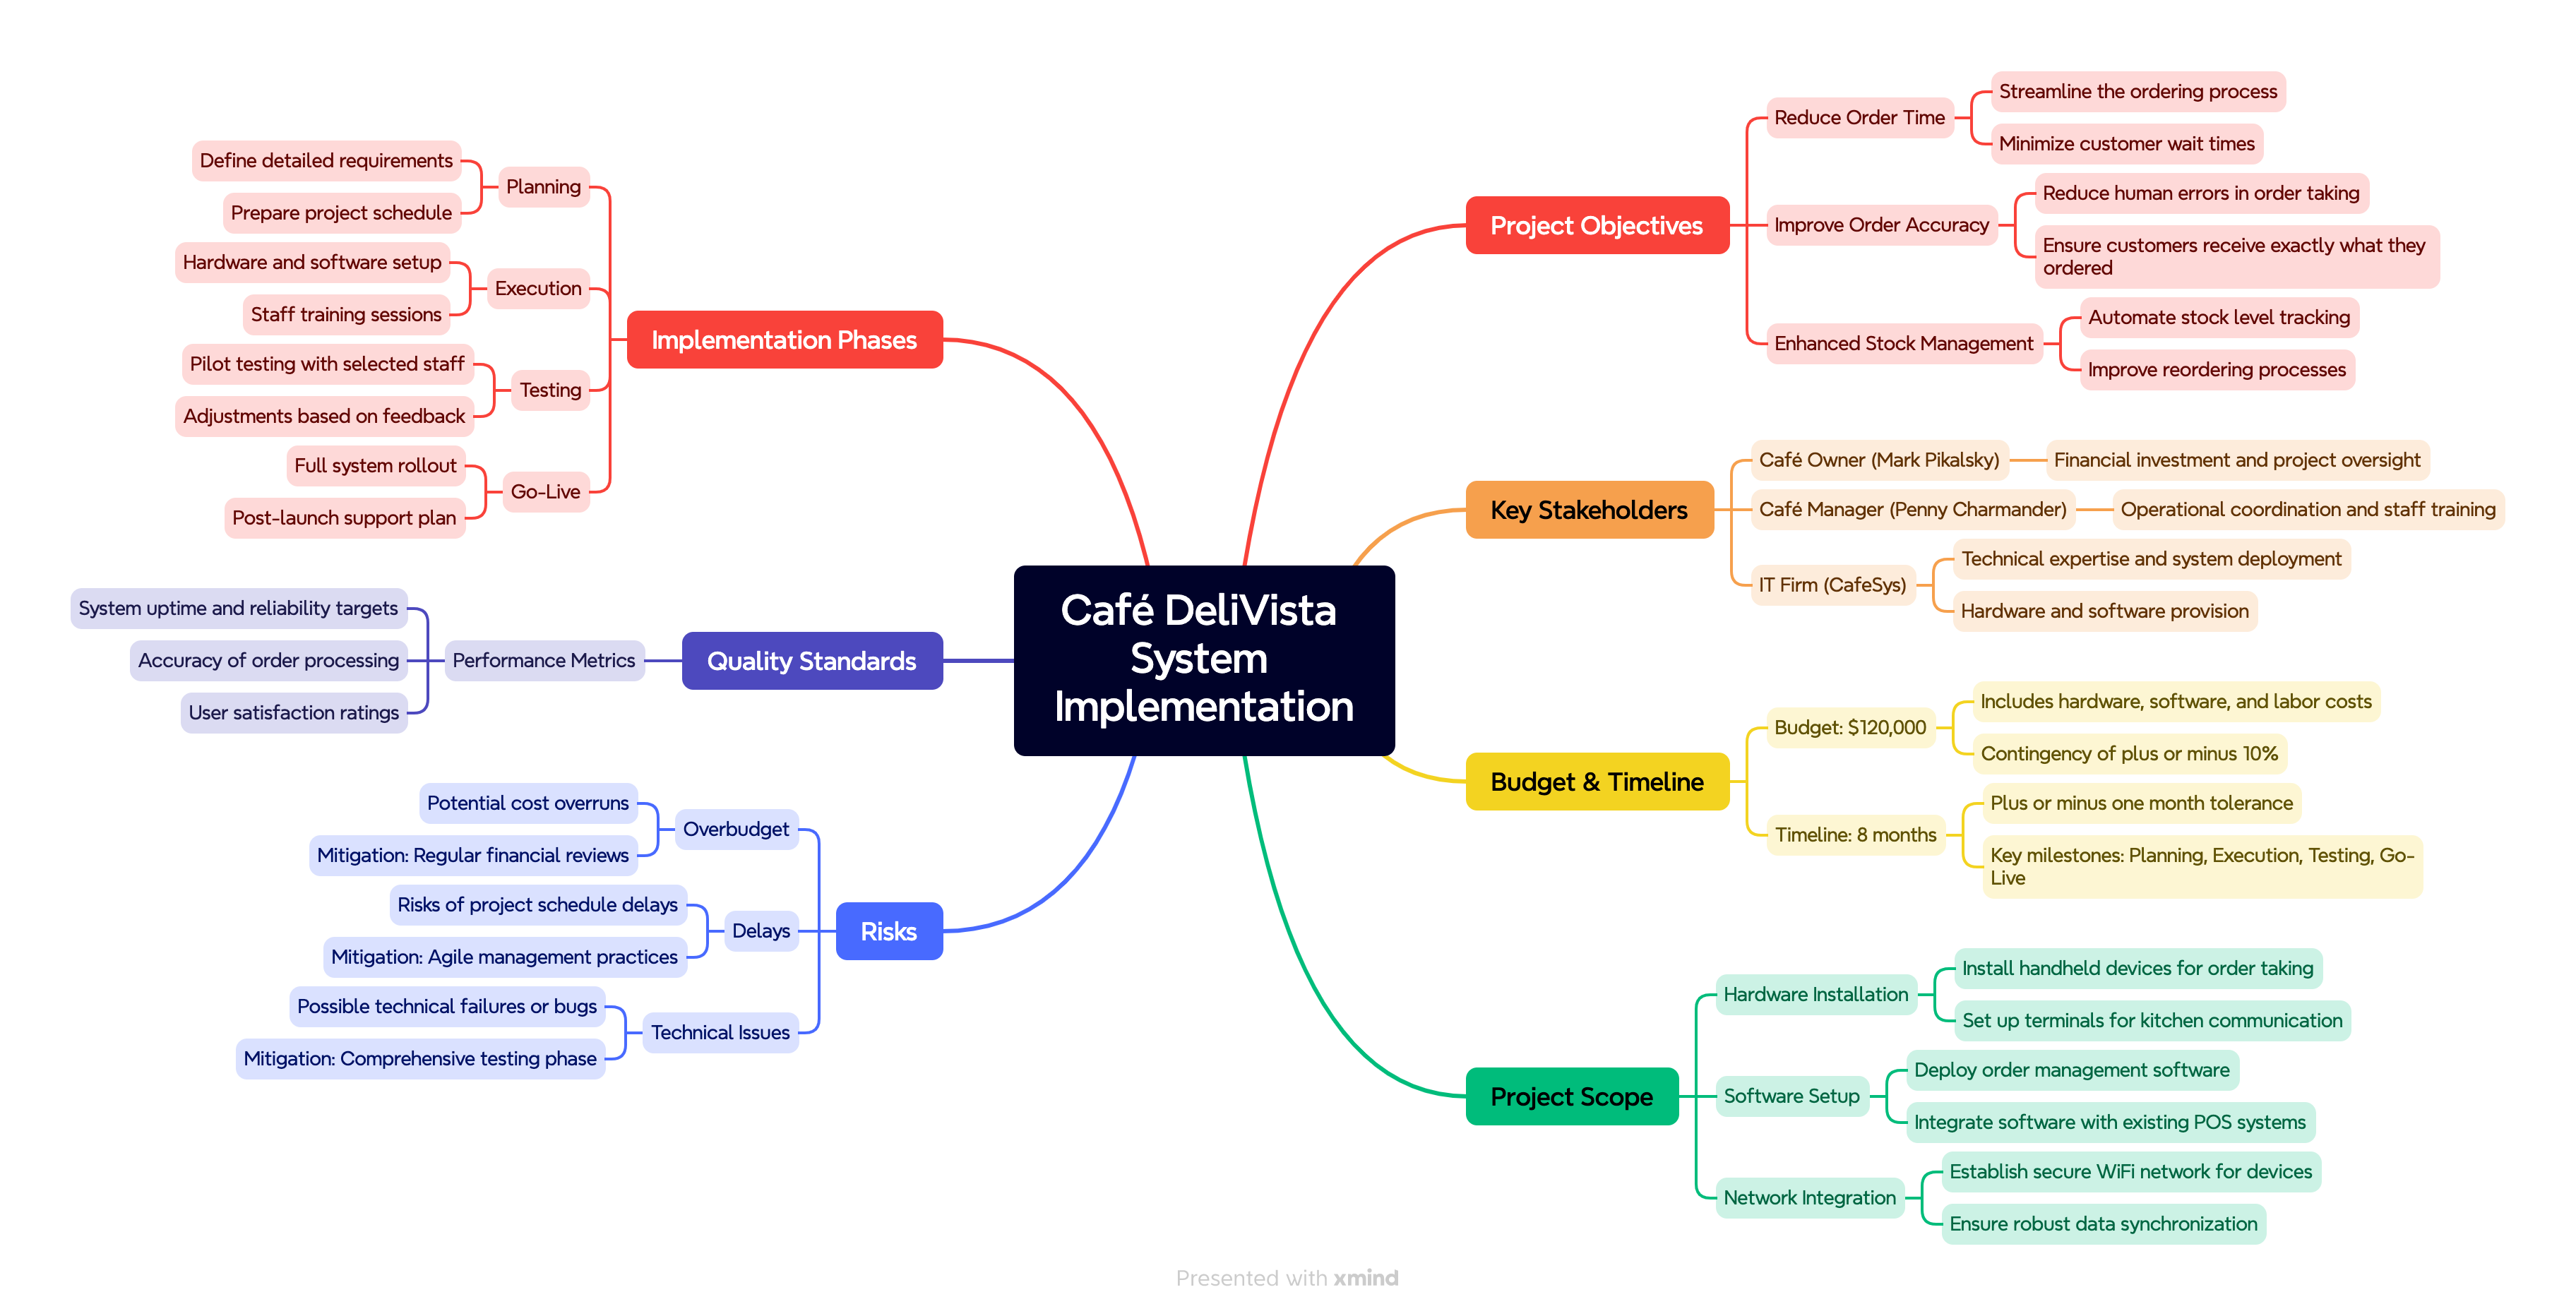 Café DeliVista
System
Implementation
Project Objectives
Reduce Order Time
Streamline the ordering process
Minimize customer wait times
Improve Order Accuracy
Reduce human errors in order taking
Ensure customers receive exactly what they
ordered
Enhanced Stock Management
Automate stock level tracking
Improve reordering processes
Key Stakeholders
Café Owner (Mark Pikalsky)
Financial investment and project oversight
Café Manager (Penny Charmander)
Operational coordination and staff training
IT Firm (CafeSys)
Technical expertise and system deployment
Hardware and software provision
Budget & Timeline
Budget: $120,000
Includes hardware, software, and labor costs
Contingency of plus or minus 10%
Timeline: 8 months
Plus or minus one month tolerance
Key milestones: Planning, Execution, Testing, Go-
Live
Project Scope
Hardware Installation
Install handheld devices for order taking
Set up terminals for kitchen communication
Software Setup
Deploy order management software
Integrate software with existing POS systems
Network Integration
Establish secure WiFi network for devices
Ensure robust data synchronization
Implementation Phases
Planning
Define detailed requirements
Prepare project schedule
Execution
Hardware and software setup
Staff training sessions
Testing
Pilot testing with selected staff
Adjustments based on feedback
Go-Live
Full system rollout
Post-launch support plan
Quality Standards
Performance Metrics
System uptime and reliability targets
Accuracy of order processing
User satisfaction ratings
Risks
Overbudget
Potential cost overruns
Mitigation: Regular financial reviews
Delays
Risks of project schedule delays
Mitigation: Agile management practices
Technical Issues
Possible technical failures or bugs
Mitigation: Comprehensive testing phase
Presented with xmind